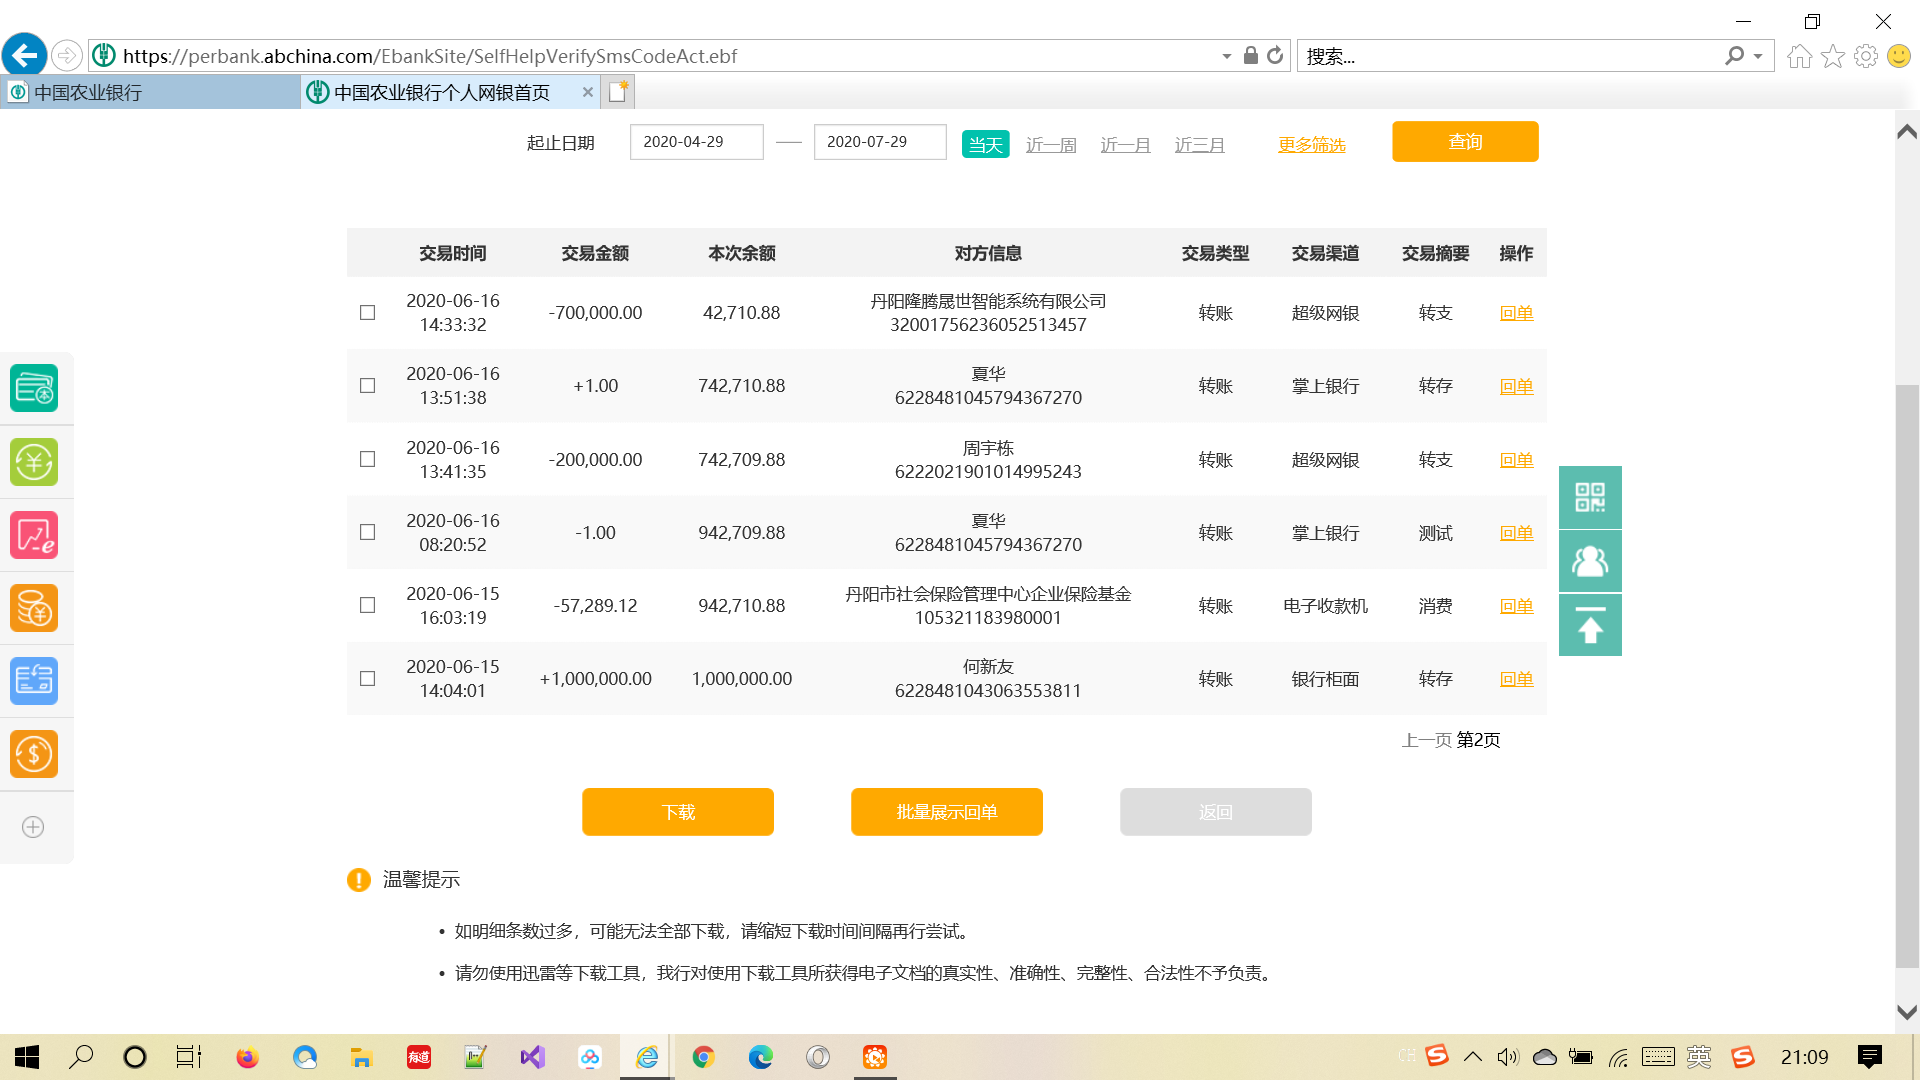 https://perbank.abchina.com/EbankSite/SelfHelpVerifySmsCodeAct.ebf
搜索...
中国农业银行
中国农业银行个人网银首页
起止日期 2020-04-29 2020-07-29 当天 近一周 近一月 近三月 更多筛选 查询
交易时间 交易金额 本次余额 对方信息 交易类型 交易渠道 交易摘要 操作
2020-06-16 14:33:32 -700,000.00 42,710.88 丹阳隆腾晟世智能系统有限公司 32001756236052513457 转账 超级网银 转支 回单
2020-06-16 13:51:38 +1.00 742,710.88 夏华 6228481045794367270 转账 掌上银行 转存 回单
2020-06-16 13:41:35 -200,000.00 742,709.88 周宇栋 6222021901014995243 转账 超级网银 转支 回单
2020-06-16 08:20:52 -1.00 942,709.88 夏华 6228481045794367270 转账 掌上银行 测试 回单
2020-06-15 16:03:19 -57,289.12 942,710.88 丹阳市社会保险管理中心企业保险基金 105321183980001 转账 电子收款机 消费 回单
2020-06-15 14:04:01 +1,000,000.00 1,000,000.00 何新友 6228481043063553811 转账 银行柜面 转存 回单
上一页 第2页
下载 批量展示回单 返回
温馨提示
• 如明细条数过多，可能无法全部下载，请缩短下载时间间隔再行尝试。
• 请勿使用迅雷等下载工具，我行对使用下载工具所获得电子文档的真实性、准确性、完整性、合法性不予负责。
有道
CH
英
21:09